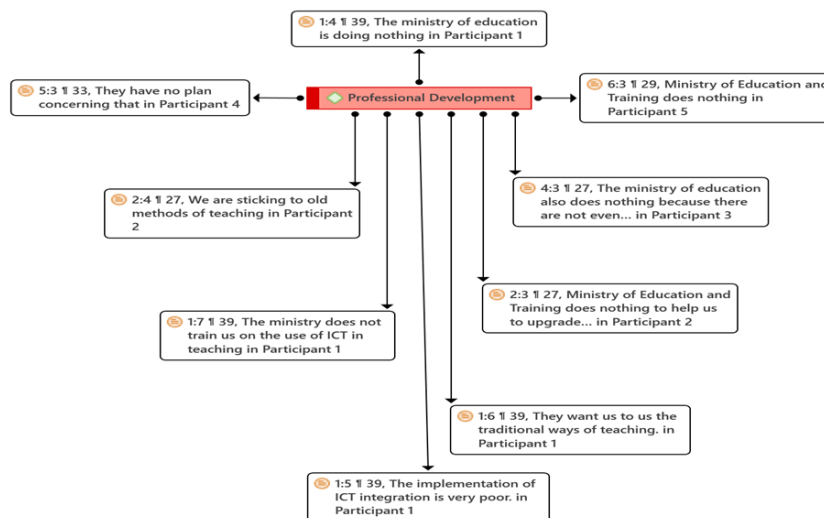 1:4 ¶ 39, The ministry of education
is doing nothing in Participant 1
5:3 ¶ 33, They have no plan
concerning that in Participant 4
Professional Development
6:3 ¶ 29, Ministry of Education and
Training does nothing in
Participant 5
2:4 ¶ 27, We are sticking to old
methods of teaching in Participant
2
4:3 ¶ 27, The ministry of education
also does nothing because there
are not even... in Participant 3
1:7 ¶ 39, The ministry does not
train us on the use of ICT in
teaching in Participant 1
2:3 ¶ 27, Ministry of Education and
Training does nothing to help us
to upgrade... in Participant 2
1:6 ¶ 39, They want us to us the
traditional ways of teaching. in
Participant 1
1:5 ¶ 39, The implementation of
ICT integration is very poor. in
Participant 1